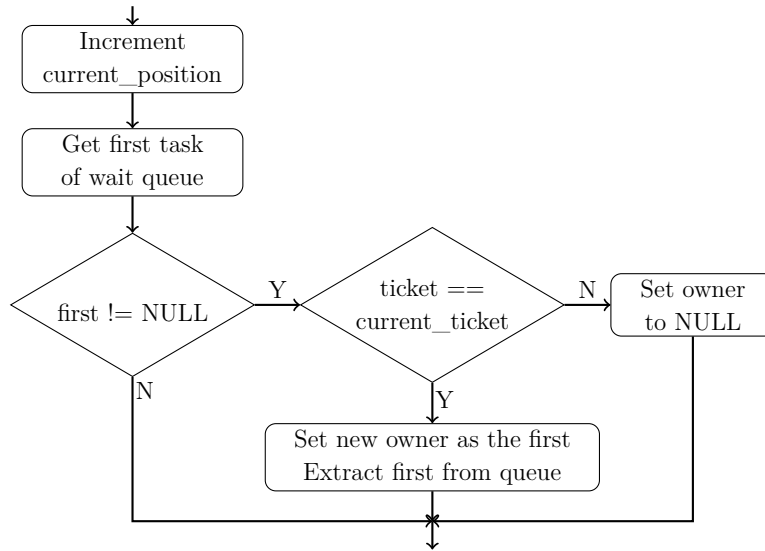 Increment
current_position
Get first task
of wait queue
first != NULL
Y
ticket ==
current_ticket
N
Set owner
to NULL
N
Y
Set new owner as the first
Extract first from queue